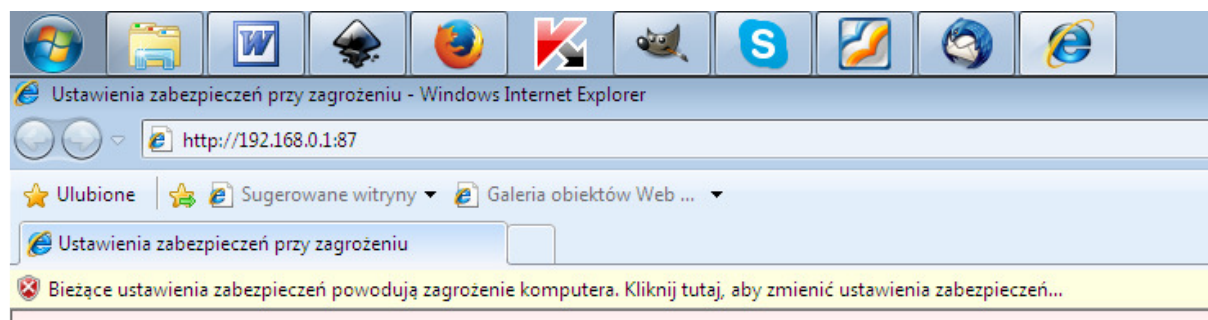 Ustawienia zabezpieczeń przy zagrożeniu - Windows Internet Explorer
http://192.168.0.1:87
Ulubione Sugerowane witryny Galeria obiektów Web ...
Ustawienia zabezpieczeń przy zagrożeniu
Bieżące ustawienia zabezpieczeń powodują zagrożenie komputera. Kliknij tutaj, aby zmienić ustawienia zabezpieczeń...